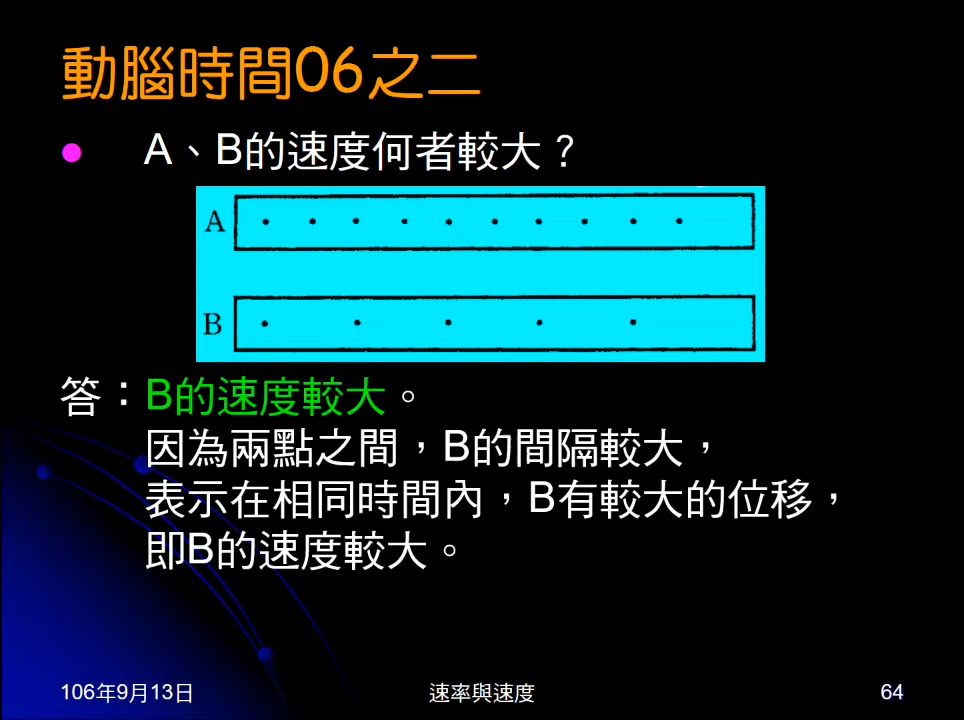 動腦時間06之二
A、B的速度何者較大？
A
B
答：B的速度較大。
因為兩點之間，B的間隔較大，
表示在相同時間內，B有較大的位移，
即B的速度較大。
106年9月13日
速率與速度
64